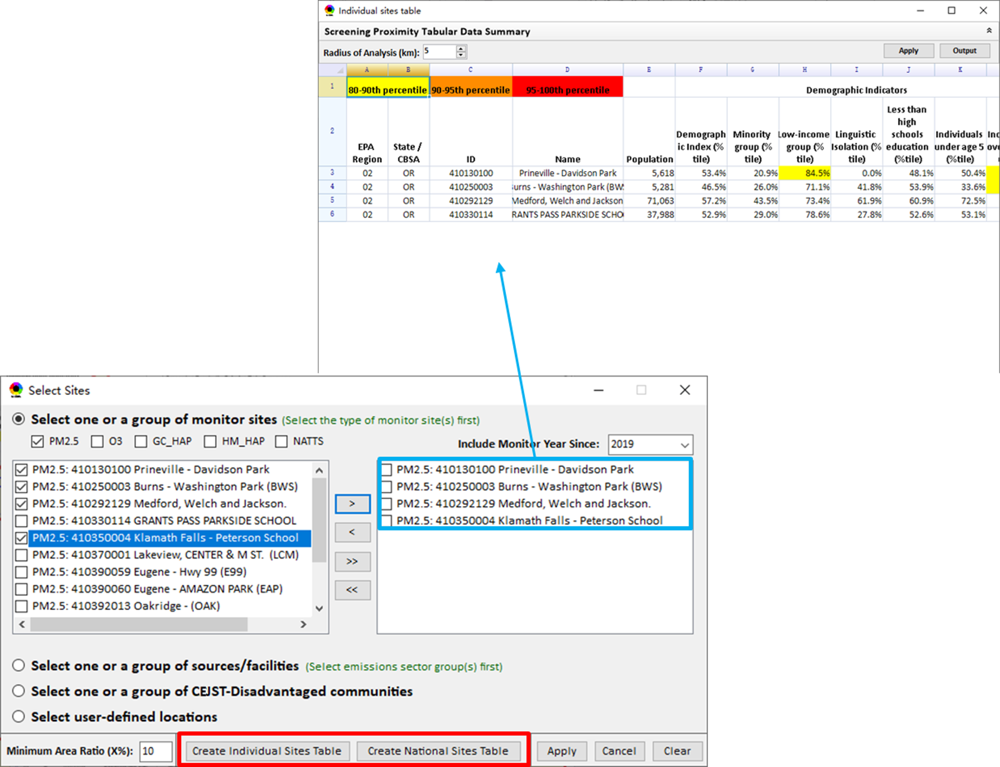 Individual sites table
Screening Proximity Tabular Data Summary
Radius of Analysis (km): 5 Apply Output
A B C D E F G H I J K
1 80-90th percentile 90-95th percentile 95-100th percentile Demographic Indicators
2 EPA Region State / CBSA ID Name Population Demograph ic Index (% tile) Minority group (% tile) Low-income group (% tile) Linguistic Isolation (% tile) Less than high schools education (%tile) Individuals under age 5 (%tile)
3 02 OR 410130100 Prineville - Davidson Park 5,618 53.4% 20.9% 84.5% 0.0% 48.1% 50.4%
4 02 OR 410250003 urns - Washington Park (BW 5,281 46.5% 26.0% 71.1% 41.8% 53.9% 33.6%
5 02 OR 410292129 Medford, Welch and Jackson 71,063 57.2% 43.5% 73.4% 61.9% 60.9% 72.5%
6 02 OR 410330114 RANTS PASS PARKSIDE SCHO 37,988 52.9% 29.0% 78.6% 27.8% 52.6% 53.1%
Select Sites
Select one or a group of monitor sites (Select the type of monitor site(s) first)
PM2.5 O3 GC_HAP HM_HAP NATTS
Include Monitor Year Since: 2019
PM2.5: 410130100 Prineville - Davidson Park
PM2.5: 410250003 Burns - Washington Park (BWS)
PM2.5: 410292129 Medford, Welch and Jackson.
PM2.5: 410330114 GRANTS PASS PARKSIDE SCHOOL
PM2.5: 410350004 Klamath Falls - Peterson School
PM2.5: 410370001 Lakeview, CENTER & M ST. (LCM)
PM2.5: 410390059 Eugene - Hwy 99 (E99)
PM2.5: 410390060 Eugene - AMAZON PARK (EAP)
PM2.5: 410392013 Oakridge - (OAK)
>
<
>>
<<
PM2.5: 410130100 Prineville - Davidson Park
PM2.5: 410250003 Burns - Washington Park (BWS)
PM2.5: 410292129 Medford, Welch and Jackson.
PM2.5: 410350004 Klamath Falls - Peterson School
Select one or a group of sources/facilities (Select emissions sector group(s) first)
Select one or a group of CEJST-Disadvantaged communities
Select user-defined locations
Minimum Area Ratio (X%): 10 Create Individual Sites Table Create National Sites Table Apply Cancel Clear